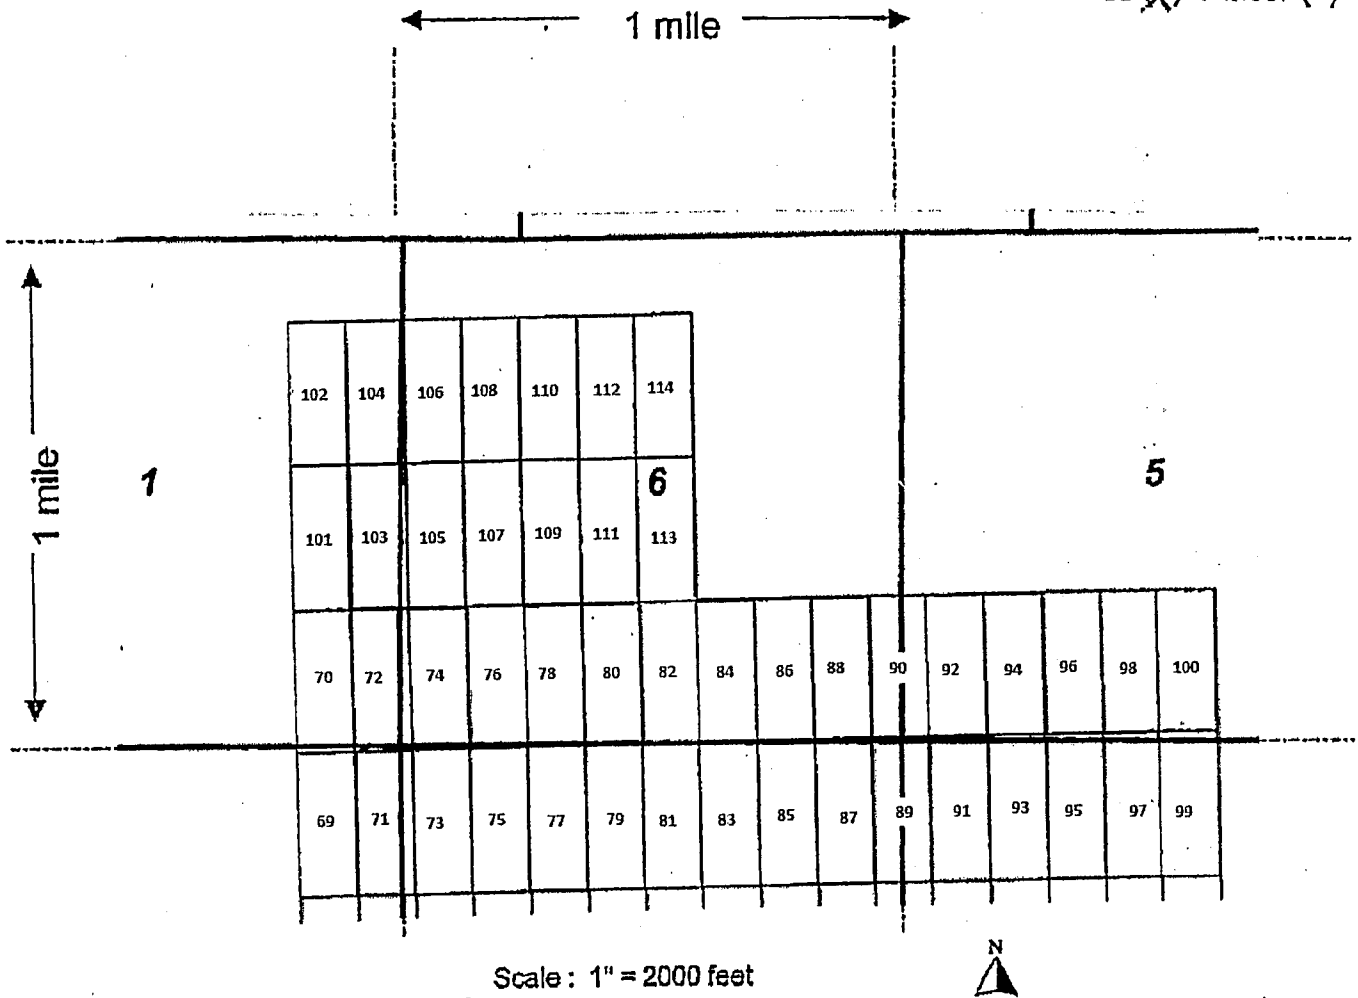 1 mile
1 mile
102 104 106 108 110 112 114
1 6 5
101 103 105 107 109 111 113
70 72 74 76 78 80 82 84 86 88 90 92 94 96 98 100
69 71 73 75 77 79 81 83 85 87 89 91 93 95 97 99
N
Scale : 1" = 2000 feet